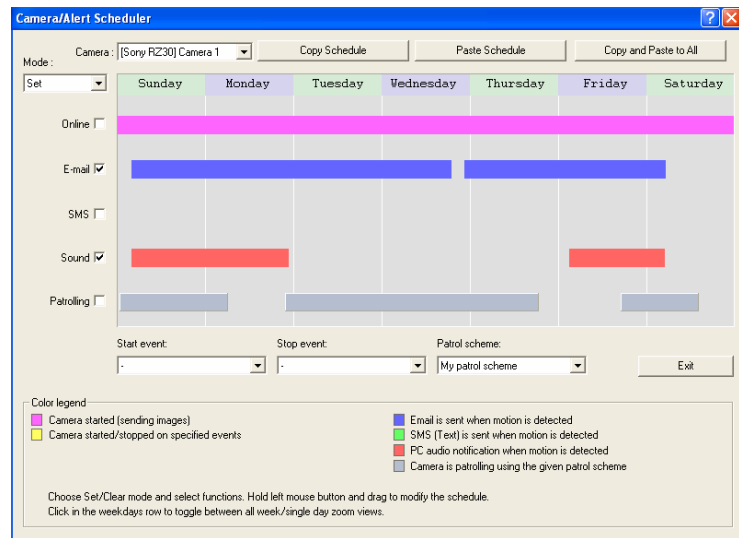 Camera/Alert Scheduler
Camera :
[Sony RZ30] Camera 1
Copy Schedule
Paste Schedule
Copy and Paste to All
Mode :
Set
Sunday Monday Tuesday Wednesday Thursday Friday Saturday
Online
E-mail
SMS
Sound
Patrolling
Start event: Stop event: Patrol scheme:
- - My patrol scheme Exit
Color legend
Camera started (sending images)
Camera started/stopped on specified events
Email is sent when motion is detected
SMS (Text) is sent when motion is detected
PC audio notification when motion is detected
Camera is patrolling using the given patrol scheme
Choose Set/Clear mode and select functions. Hold left mouse button and drag to modify the schedule.
Click in the weekdays row to toggle between all week/single day zoom views.